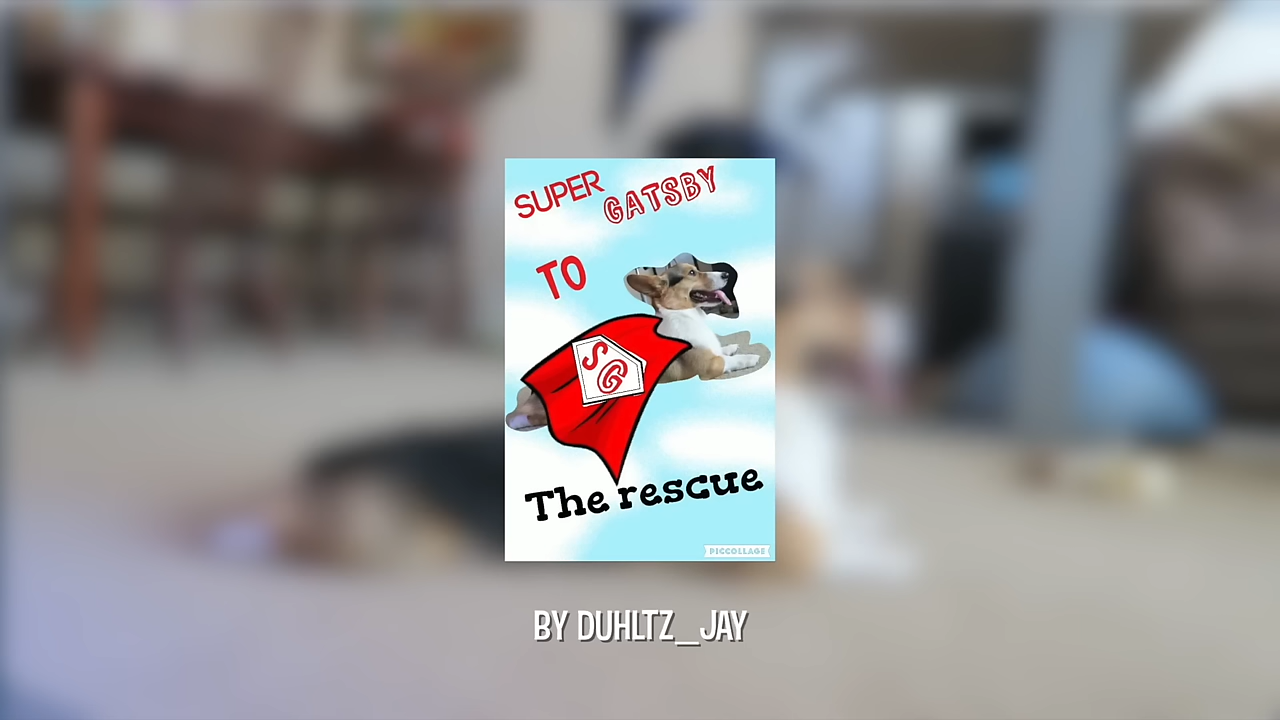 SUPER GATSBY
TO
SG
The rescue
PICCOLLAGE
BY DUHLTZ_JAY